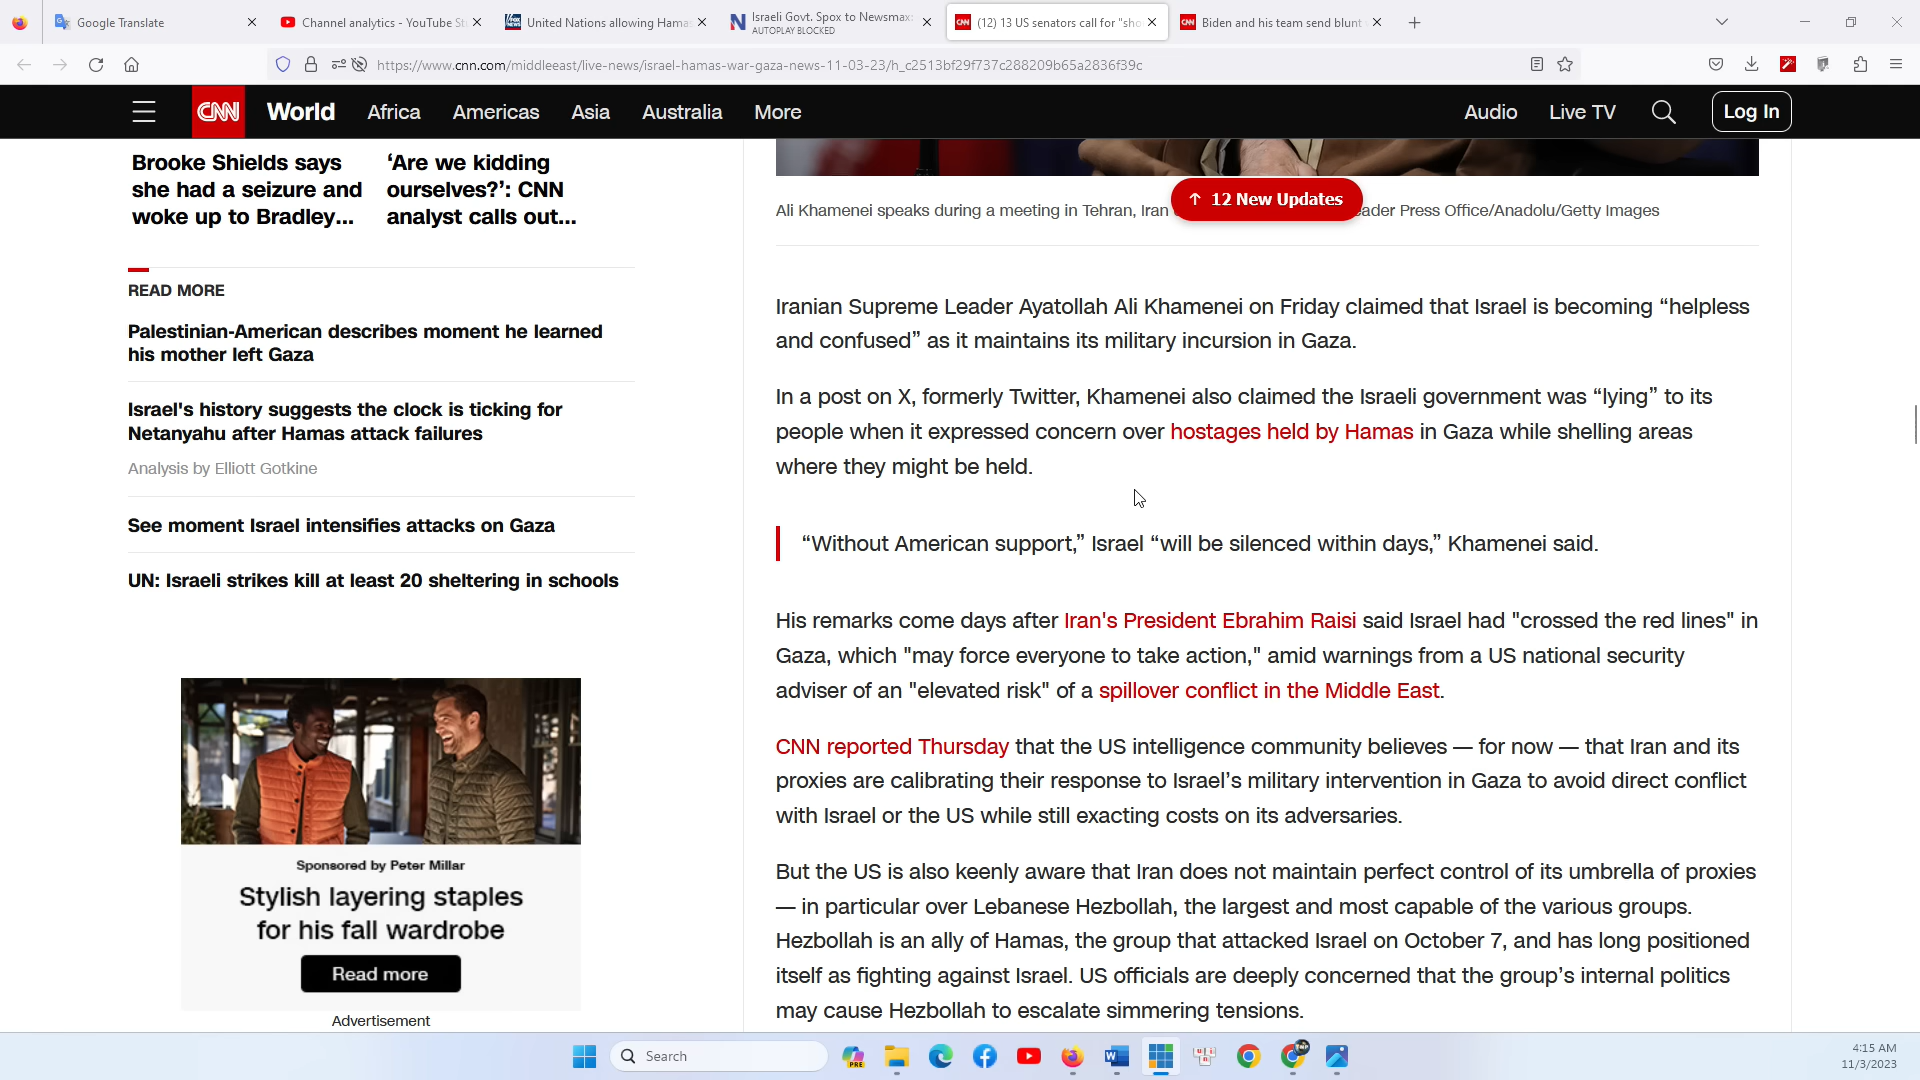 Google Translate
Channel analytics - YouTube St
United Nations allowing Hamas
Israeli Govt. Spox to Newsmax:
AUTOPLAY BLOCKED
(12) 13 US senators call for "sho
Biden and his team send blunt
https://www.cnn.com/middleeast/live-news/israel-hamas-war-gaza-news-11-03-23/h_c2513bf29f737c288209b65a2836f39c
CNN World Africa Americas Asia Australia More Audio Live TV Log In
Brooke Shields says
she had a seizure and
woke up to Bradley...
‘Are we kidding
ourselves?’: CNN
analyst calls out...
READ MORE
Palestinian-American describes moment he learned
his mother left Gaza
Israel's history suggests the clock is ticking for
Netanyahu after Hamas attack failures
Analysis by Elliott Gotkine
See moment Israel intensifies attacks on Gaza
UN: Israeli strikes kill at least 20 sheltering in schools
Sponsored by Peter Millar
Stylish layering staples
for his fall wardrobe
Read more
Advertisement
↑ 12 New Updates
Ali Khamenei speaks during a meeting in Tehran, Iran eader Press Office/Anadolu/Getty Images
Iranian Supreme Leader Ayatollah Ali Khamenei on Friday claimed that Israel is becoming “helpless
and confused” as it maintains its military incursion in Gaza.
In a post on X, formerly Twitter, Khamenei also claimed the Israeli government was “lying” to its
people when it expressed concern over hostages held by Hamas in Gaza while shelling areas
where they might be held.
“Without American support,” Israel “will be silenced within days,” Khamenei said.
His remarks come days after Iran's President Ebrahim Raisi said Israel had "crossed the red lines" in
Gaza, which "may force everyone to take action," amid warnings from a US national security
adviser of an "elevated risk" of a spillover conflict in the Middle East.
CNN reported Thursday that the US intelligence community believes — for now — that Iran and its
proxies are calibrating their response to Israel’s military intervention in Gaza to avoid direct conflict
with Israel or the US while still exacting costs on its adversaries.
But the US is also keenly aware that Iran does not maintain perfect control of its umbrella of proxies
— in particular over Lebanese Hezbollah, the largest and most capable of the various groups.
Hezbollah is an ally of Hamas, the group that attacked Israel on October 7, and has long positioned
itself as fighting against Israel. US officials are deeply concerned that the group’s internal politics
may cause Hezbollah to escalate simmering tensions.
Search
4:15 AM
11/3/2023